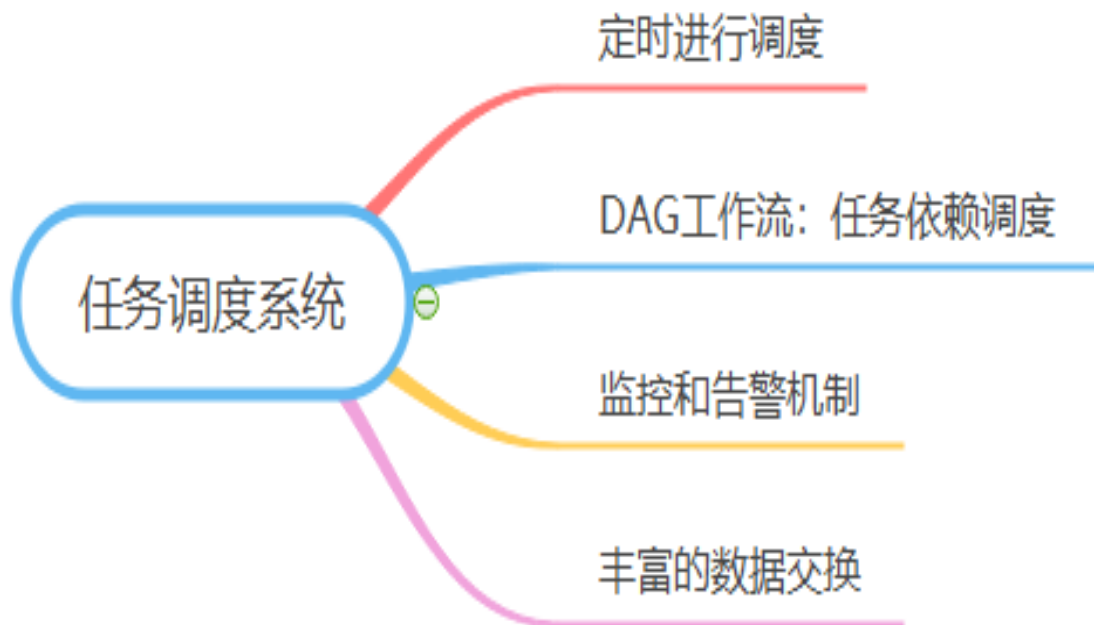 定时进行调度
DAG工作流：任务依赖调度
任务调度系统
监控和告警机制
丰富的数据交换